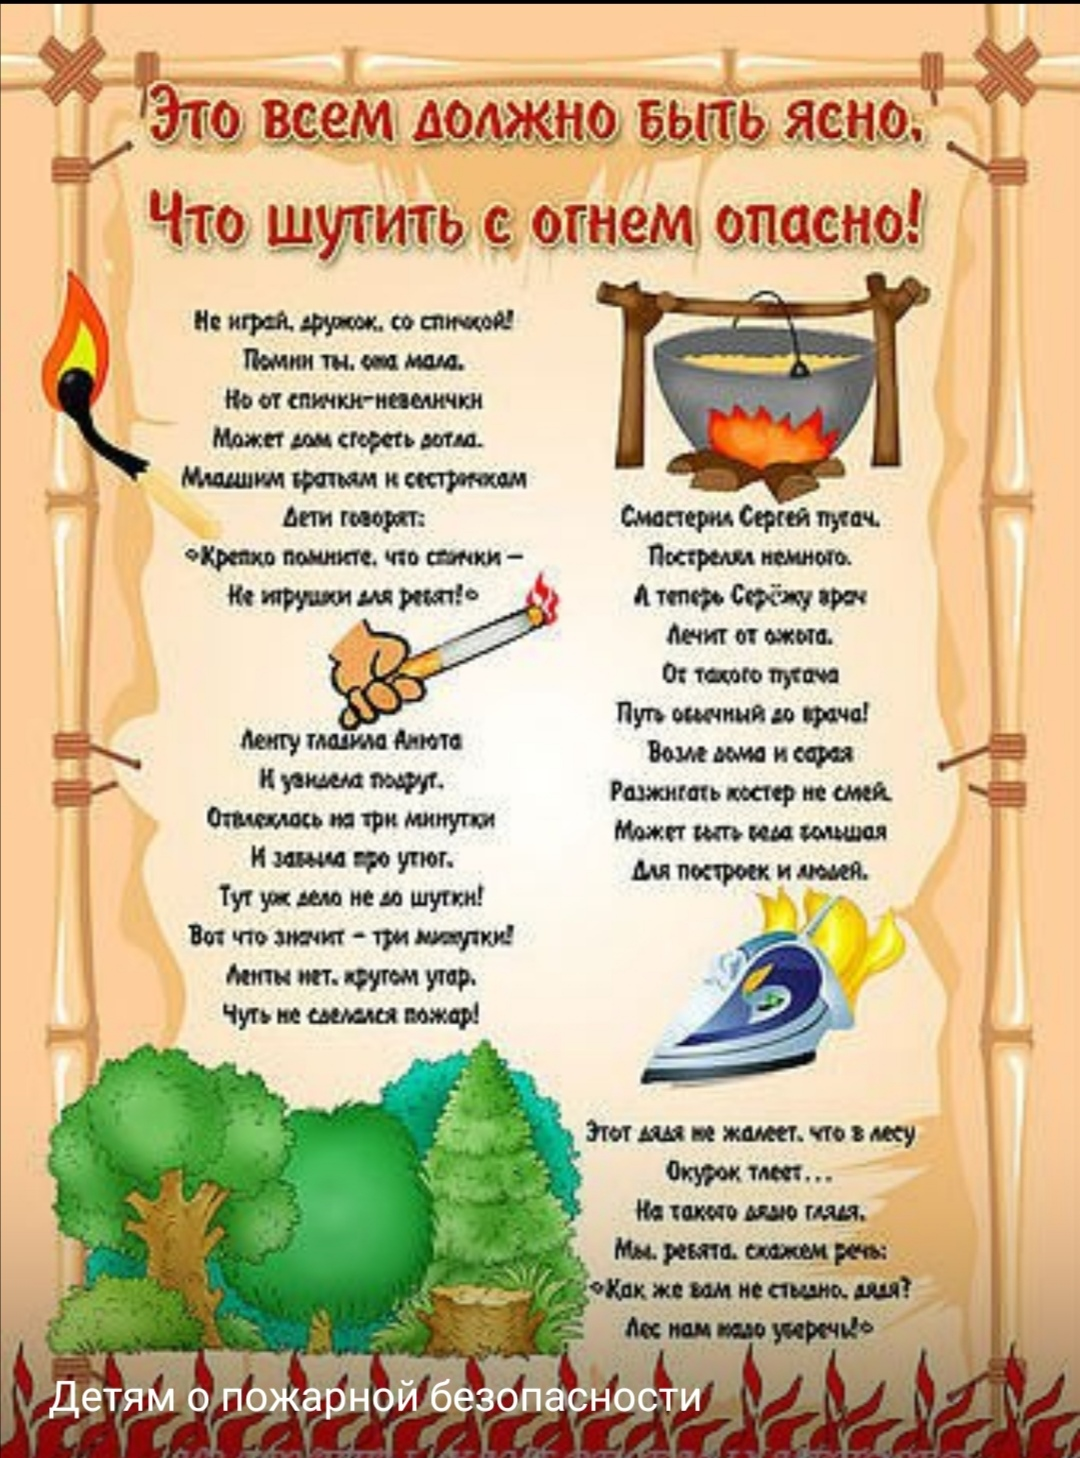 Это всем должно быть ясно,
Что шутить с огнем опасно!
Не играй, дружок, со спичкой!
Помни ты, она мала,
Но от спички-невелички
Может дом сгореть дотла.
Младшим братьям и сестричкам
Дети говорят:
«Крепко помните, что спички –
Не игрушки для ребят!»
Ленту гладила Анюта
И увидела подруг.
Отвлеклась на три минутки
И забыла про утюг.
Тут уж дело не до шутки!
Вот что значит – три минутки!
Ленты нет, кругом угар,
Чуть не сделался пожар!
Смастерил Сергей пугач,
Пострелял немного.
А теперь Серёжу врач
Лечит от ожога.
От такого пугача
Путь обычный до врача!
Возле дома и сарая
Разжигать костер не смей,
Может быть беда большая
Для построек и людей.
Этот дядя не жалеет, что в лесу
Окурок тлеет...
На такого дядю глядя,
Мы, ребята, скажем речь:
«Как же вам не стыдно, дядя?
Лес нам надо уберечь!»
Детям о пожарной безопасности